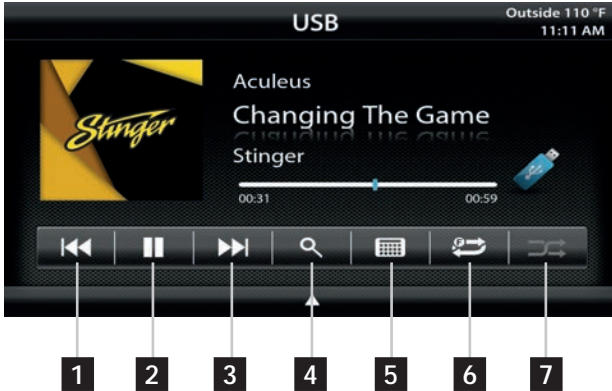 USB
Outside 110 °F
11:11 AM
Stinger
Aculeus
Changing The Game
Stinger
00:31 00:59
1 2 3 4 5 6 7